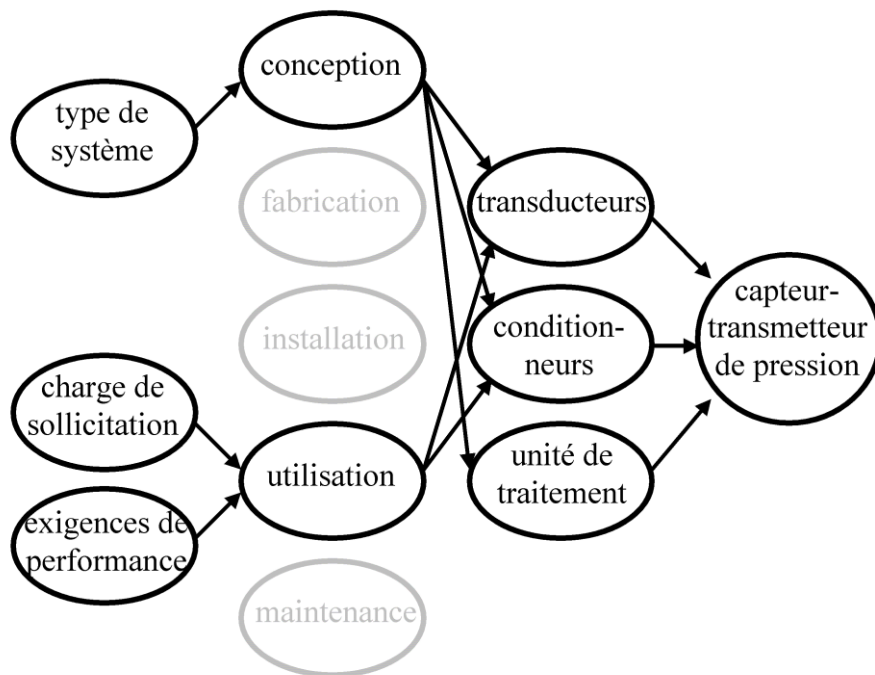 type de
système
charge de
sollicitation
exigences de
performance
conception
fabrication
installation
utilisation
maintenance
transducteurs
condition-
neurs
unité de
traitement
capteur-
transmetteur
de pression